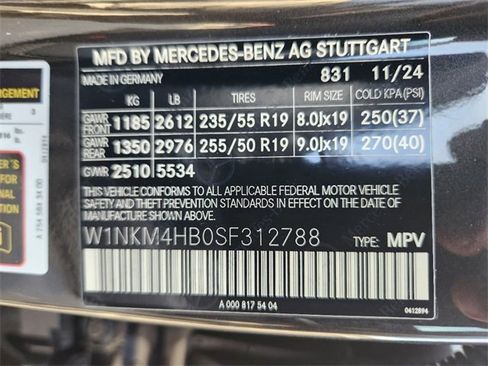 MFD BY MERCEDES-BENZ AG STUTTGART
MADE IN GERMANY 831 11/24
KG LB TIRES RIM SIZE COLD KPA(PSI)
GAWR FRONT 1185 2612 235/55 R19 8.0Jx19 250(37)
GAWR REAR 1350 2976 255/50 R19 9.0Jx19 270(40)
GVWR 2510 5534
THIS VEHICLE CONFORMS TO ALL APPLICABLE FEDERAL MOTOR VEHICLE
SAFETY AND THEFT PREVENTION STANDARDS IN EFFECT ON THE DATE
OF MANUFACTURE SHOWN ABOVE.
W1NKM4HB0SF312788 TYPE: MPV
A 000 817 54 04
0412894